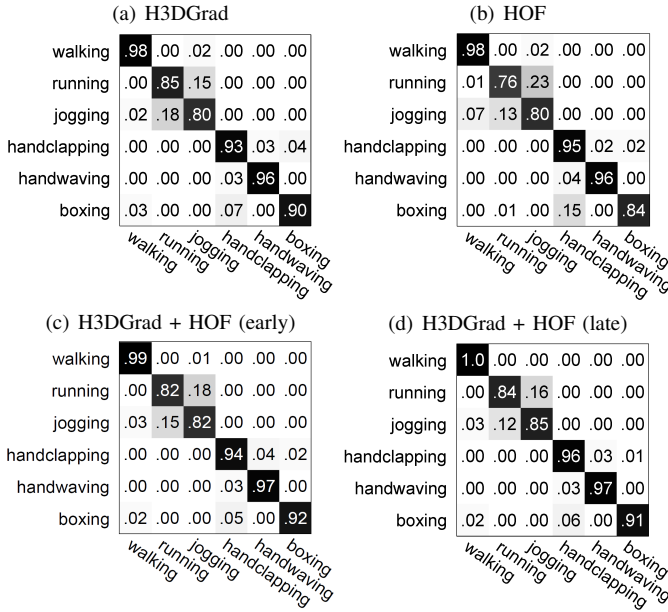 (a) H3DGrad
walking .98 .00 .02 .00 .00 .00
running .00 .85 .15 .00 .00 .00
jogging .02 .18 .80 .00 .00 .00
handclapping .00 .00 .00 .93 .03 .04
handwaving .00 .00 .00 .03 .96 .00
boxing .03 .00 .00 .07 .00 .90
walking running jogging handclapping handwaving boxing
(b) HOF
walking .98 .00 .02 .00 .00 .00
running .01 .76 .23 .00 .00 .00
jogging .07 .13 .80 .00 .00 .00
handclapping .00 .00 .00 .95 .02 .02
handwaving .00 .00 .00 .04 .96 .00
boxing .00 .01 .00 .15 .00 .84
walking running jogging handclapping handwaving boxing
(c) H3DGrad + HOF (early)
walking .99 .00 .01 .00 .00 .00
running .00 .82 .18 .00 .00 .00
jogging .03 .15 .82 .00 .00 .00
handclapping .00 .00 .00 .94 .04 .02
handwaving .00 .00 .00 .03 .97 .00
boxing .02 .00 .00 .05 .00 .92
walking running jogging handclapping handwaving boxing
(d) H3DGrad + HOF (late)
walking 1.0 .00 .00 .00 .00 .00
running .00 .84 .16 .00 .00 .00
jogging .03 .12 .85 .00 .00 .00
handclapping .00 .00 .00 .96 .03 .01
handwaving .00 .00 .00 .03 .97 .00
boxing .02 .00 .00 .06 .00 .91
walking running jogging handclapping handwaving boxing